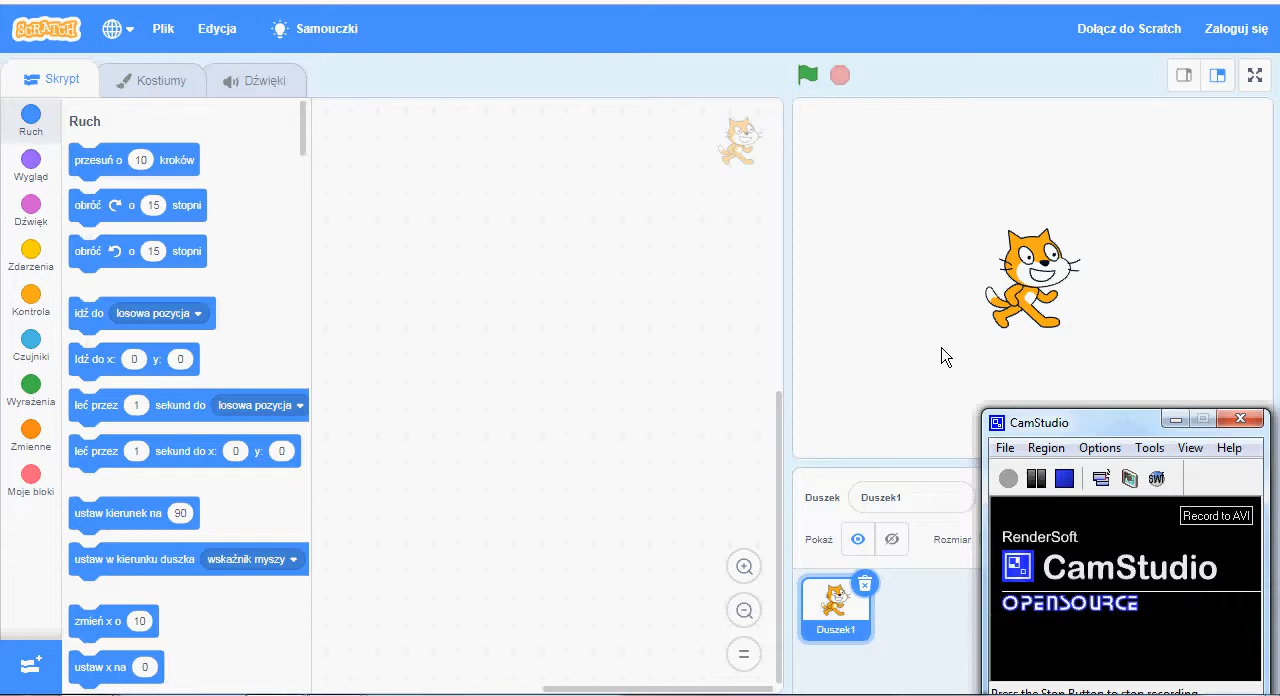 SCRATCH Plik Edycja Samouczki Dołącz do Scratch Zaloguj się
Skrypt Kostiumy Dźwięki
Ruch
Wygląd
Dźwięk
Zdarzenia
Kontrola
Czujniki
Wyrażenia
Zmienne
Moje bloki
Ruch
przesuń o 10 kroków
obróć o 15 stopni
obróć o 15 stopni
idź do losowa pozycja
Idź do x: 0 y: 0
leć przez 1 sekund do losowa pozycja
leć przez 1 sekund do x: 0 y: 0
ustaw kierunek na 90
ustaw w kierunku duszka wskaźnik myszy
zmień x o 10
ustaw x na 0
Duszek Duszek1
Pokaż Rozmiar
Duszek1
CamStudio
File Region Options Tools View Help
SWF
Record to AVI
RenderSoft
CamStudio
OPENSOURCE
Press the Stop Button to stop recording